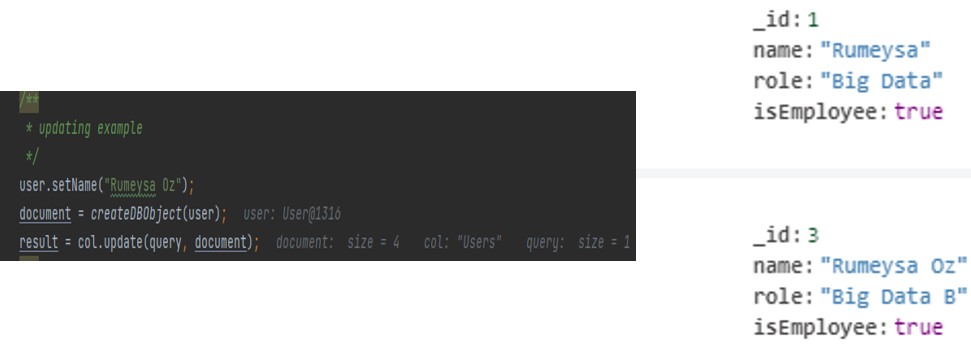 /**
* updating example
*/
user.setName("Rumeysa Oz");
document = createDBObject(user);   user: User@1316
result = col.update(query, document);   document:  size = 4   col: "Users"   query:  size = 1
_id: 1
name: "Rumeysa"
role: "Big Data"
isEmployee: true
_id: 3
name: "Rumeysa Oz"
role: "Big Data B"
isEmployee: true